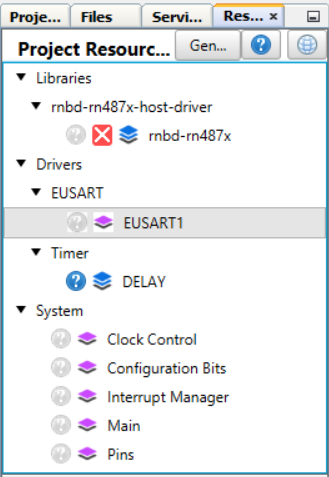 Proje... Files Servi... Res... ×
Project Resourc... Gen... ?
Libraries
rnbd-rn487x-host-driver
? rnbd-rn487x
Drivers
EUSART
? EUSART1
Timer
? DELAY
System
? Clock Control
? Configuration Bits
? Interrupt Manager
? Main
? Pins